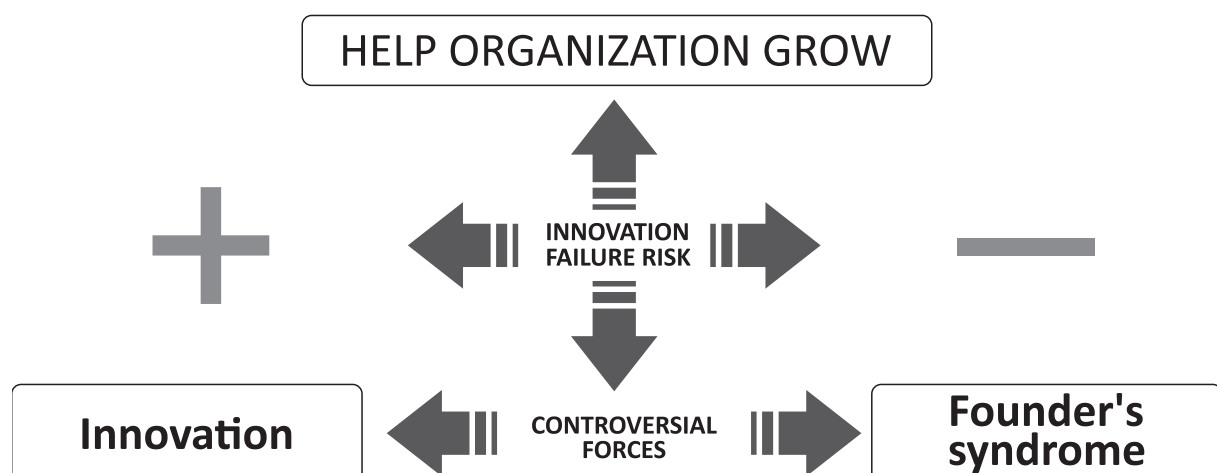 HELP ORGANIZATION GROW
INNOVATION
FAILURE RISK
Innovation
CONTROVERSIAL
FORCES
Founder's
syndrome